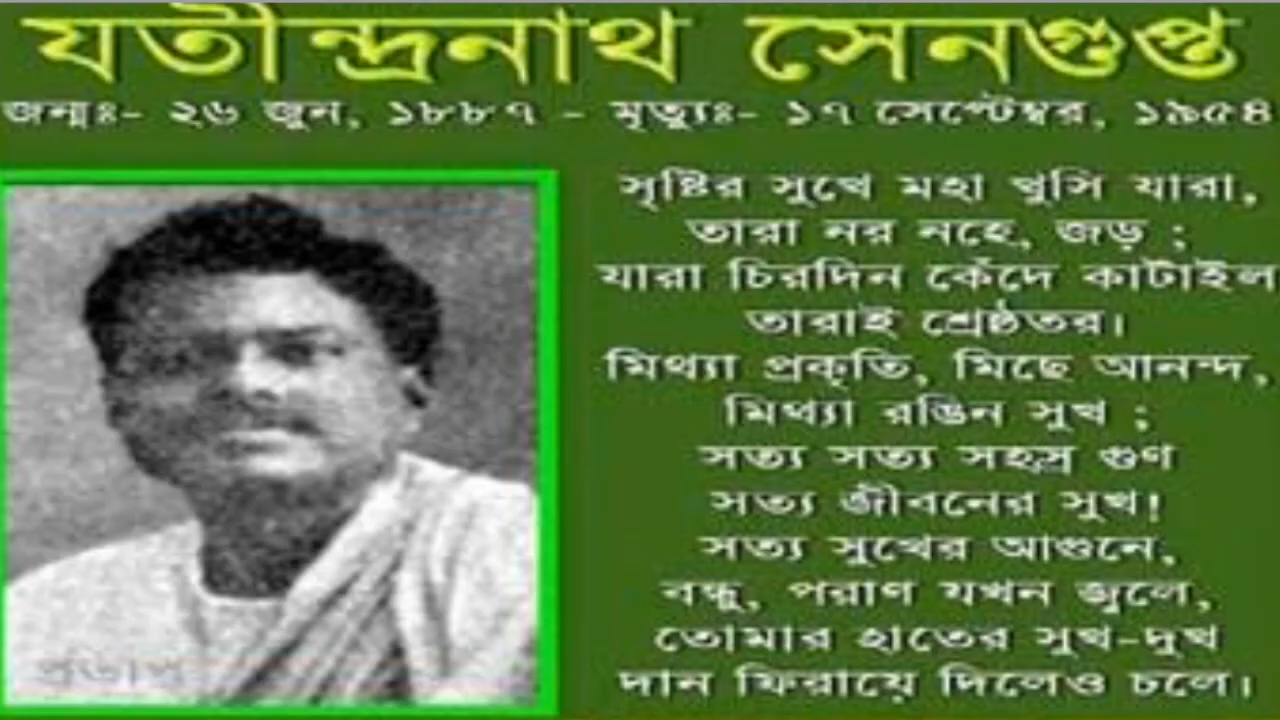 যতীন্দ্রনাথ সেনগুপ্ত
জন্মঃ- ২৬ জুন, ১৮৮৭ - মৃত্যুঃ- ১৭ সেপ্টেম্বর, ১৯৫৪
সৃষ্টির সুখে মহা খুসি যারা,
তারা নর নহে, জড় ;
যারা চিরদিন কেঁদে কাটাইল
তারাই শ্রেষ্ঠতর।
মিথ্যা প্রকৃতি, মিছে আনন্দ,
মিথ্যা রঙিন সুখ ;
সত্য সত্য সহস্র গুণ
সত্য জীবনের সুখ!
সত্য সুখের আগুনে,
বন্ধু, পরাণ যখন জ্বলে,
তোমার হাতের সুখ-দুখ
দান ফিরায়ে দিলেও চলে।